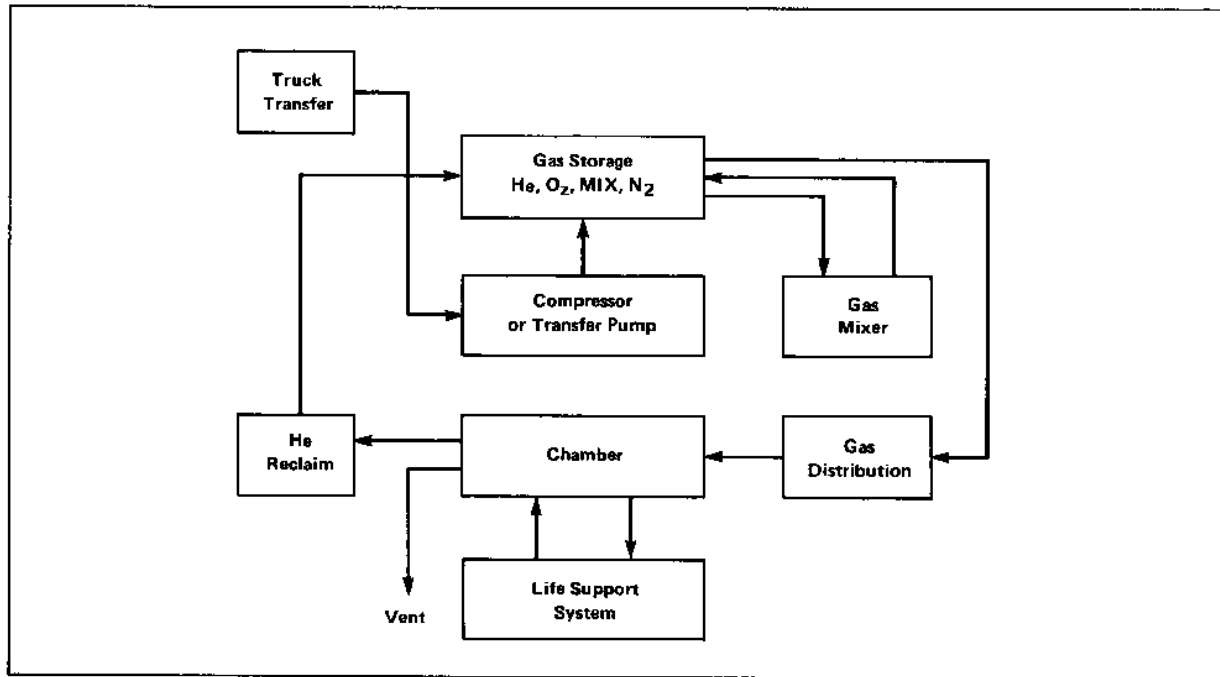 Truck
Transfer
Gas Storage
He, O₂, MIX, N₂
Compressor
or Transfer Pump
Gas
Mixer
He
Reclaim
Chamber
Gas
Distribution
Life Support
System
Vent